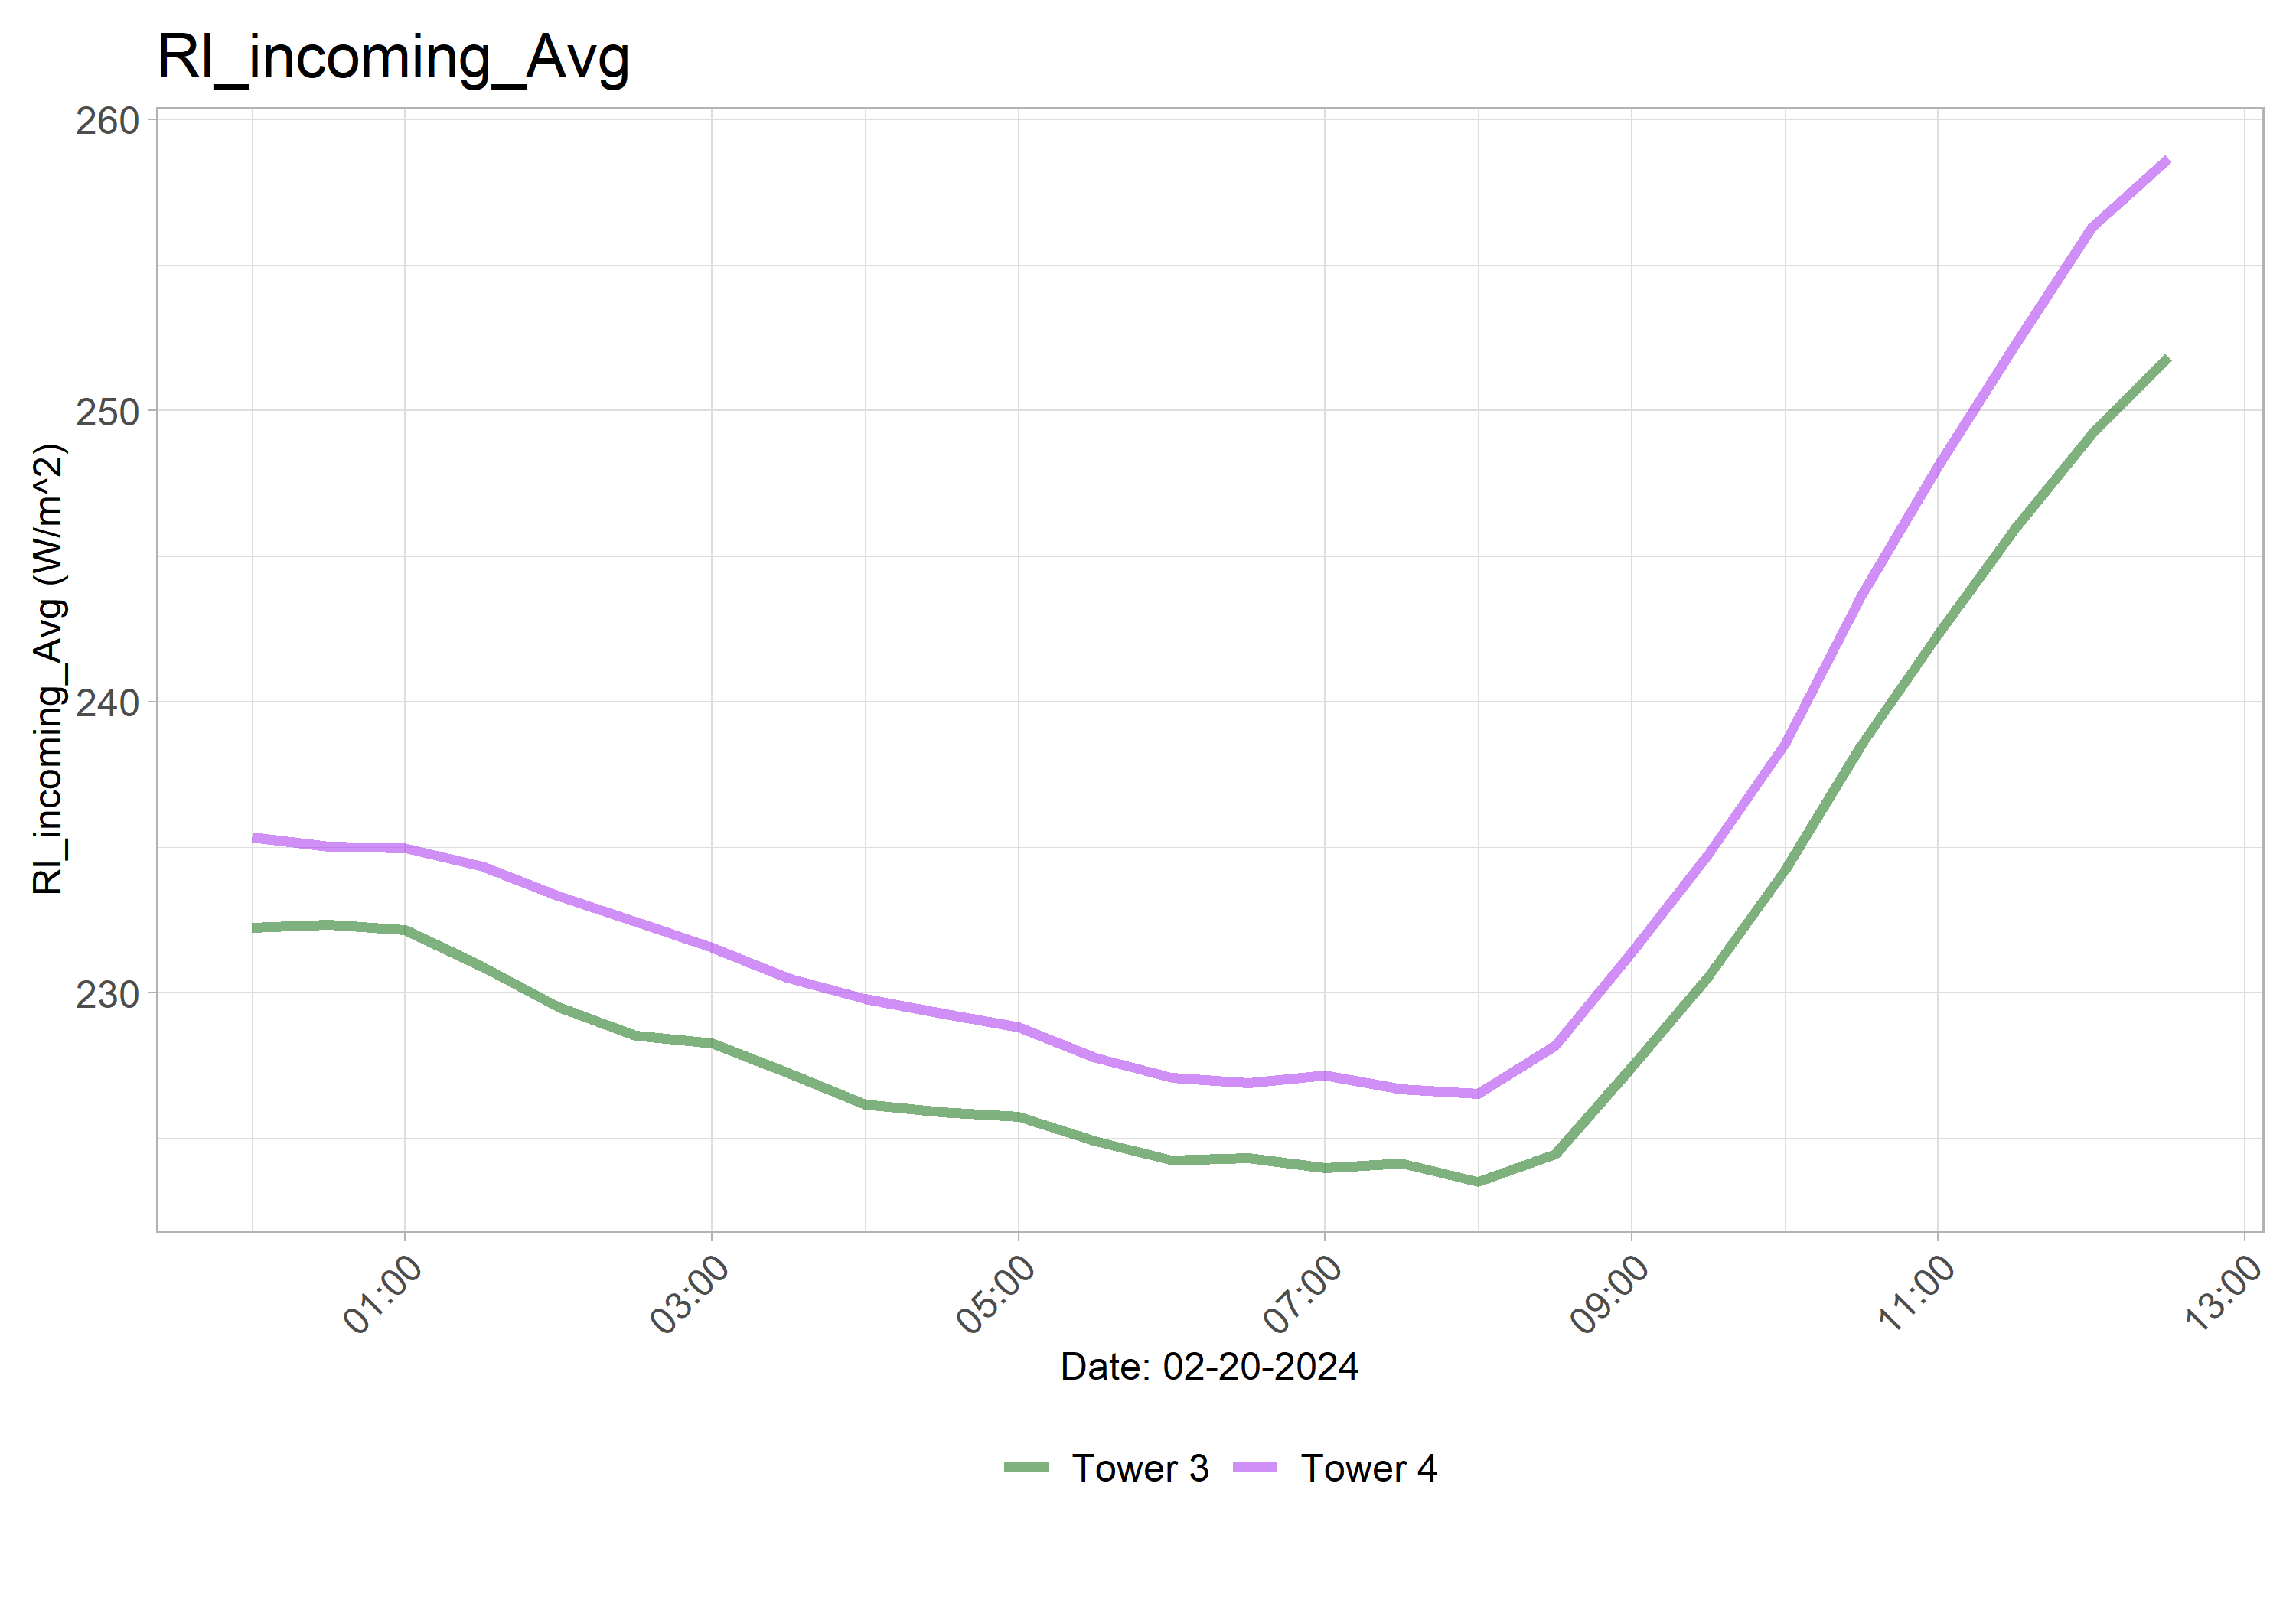 Rl_incoming_Avg
Rl_incoming_Avg (W/m^2)
260
250
240
230
01:00
03:00
05:00
07:00
09:00
11:00
13:00
Date: 02-20-2024
Tower 3
Tower 4